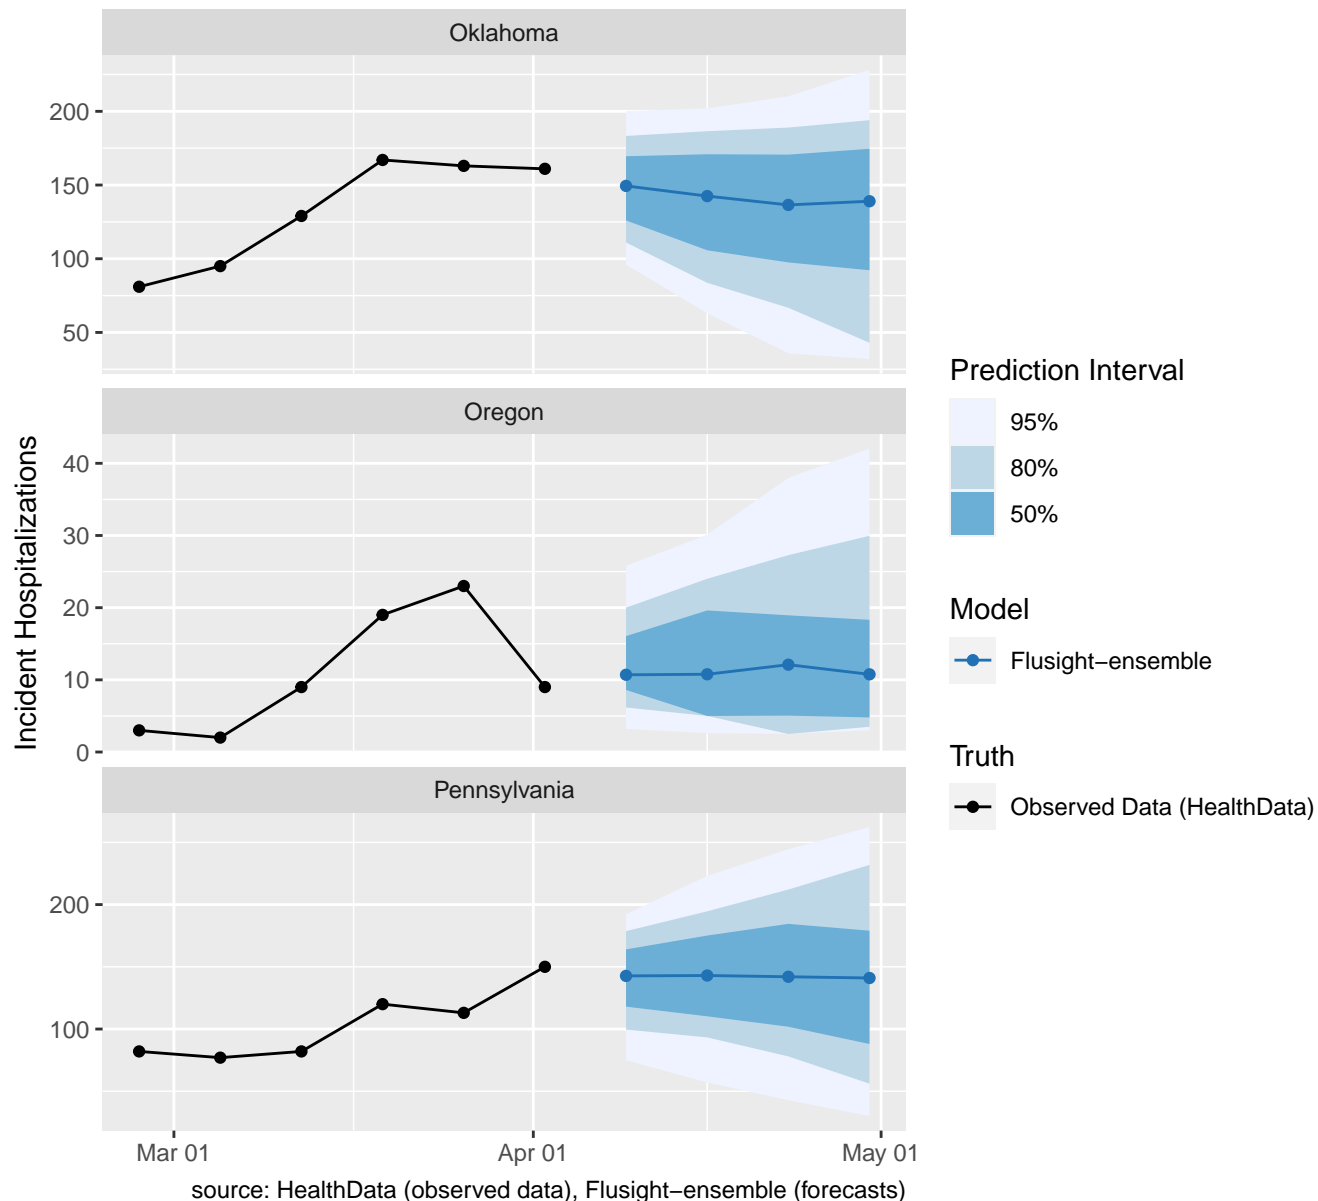 Oklahoma
200
150
100
50
Oregon
40
30
20
10
0
Pennsylvania
200
100
Incident Hospitalizations
Mar 01
Apr 01
May 01
source: HealthData (observed data), Flusight−ensemble (forecasts)
Prediction Interval
95%
80%
50%
Model
Flusight−ensemble
Truth
Observed Data (HealthData)